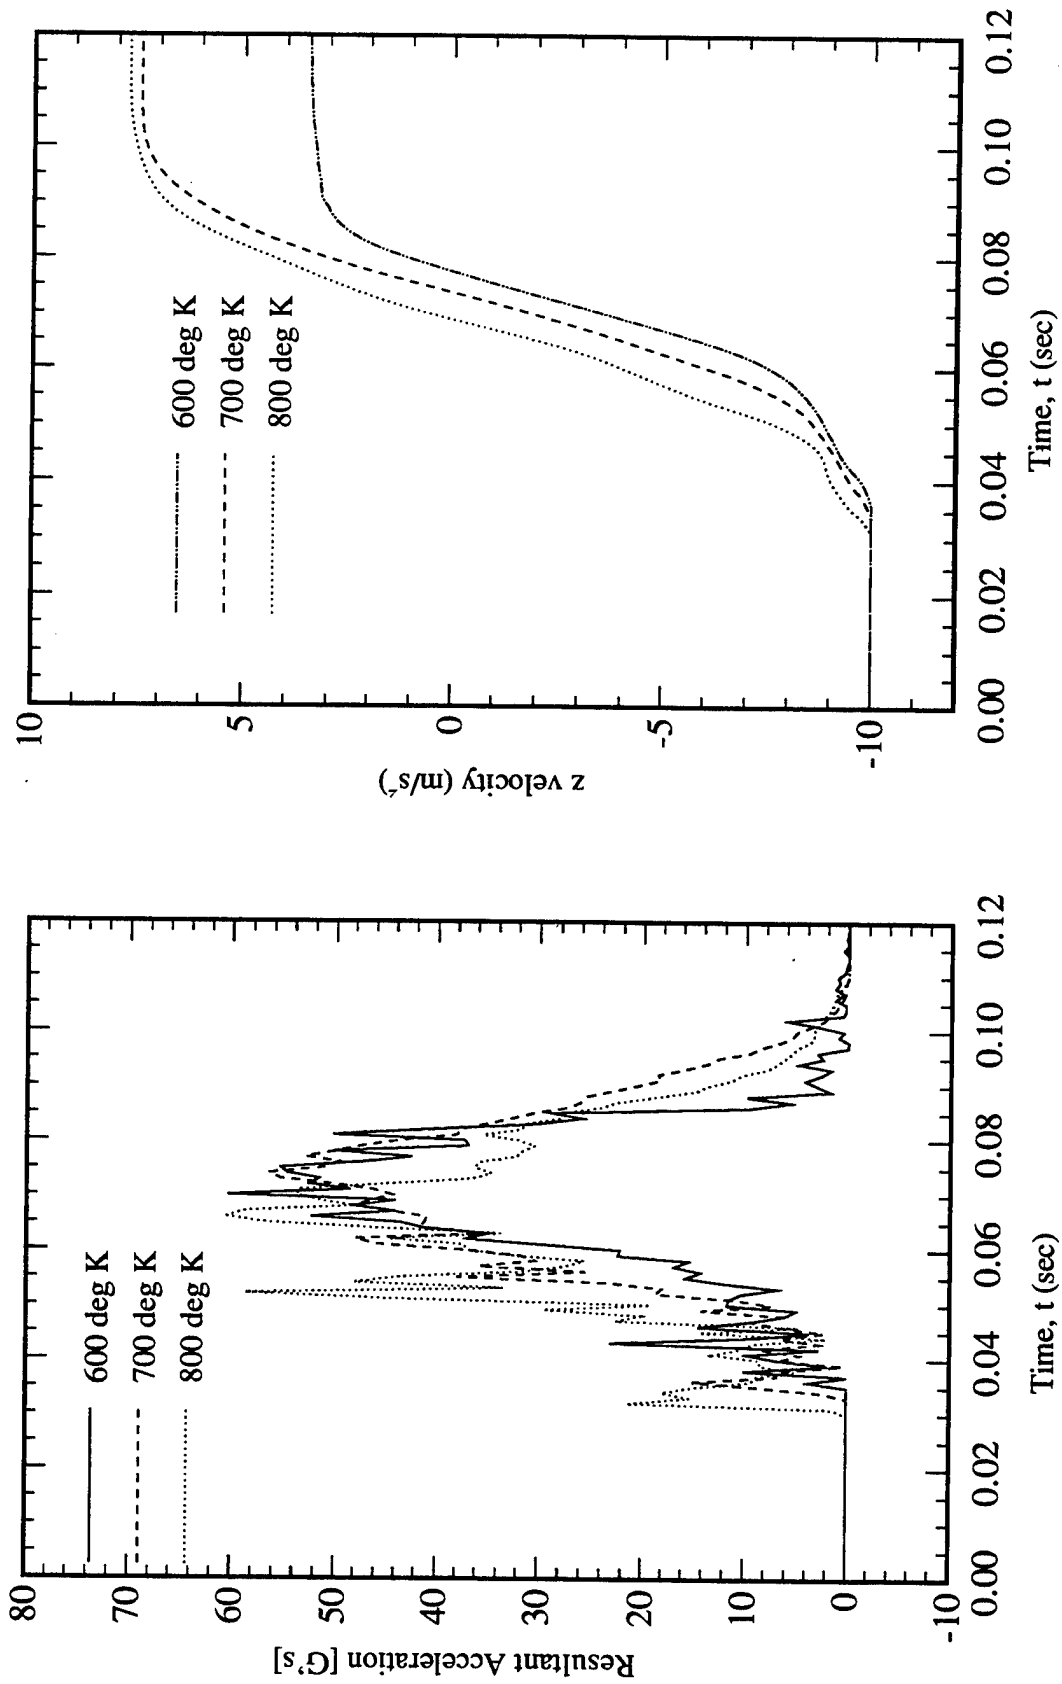 80
70
60
50
40
30
20
10
0
-10
Resultant Acceleration [G's]
600 deg K
700 deg K
800 deg K
0.00
0.02
0.04
0.06
0.08
0.10
0.12
Time, t (sec)
10
5
0
-5
-10
z velocity (m/s²)
600 deg K
700 deg K
800 deg K
0.00
0.02
0.04
0.06
0.08
0.10
0.12
Time, t (sec)